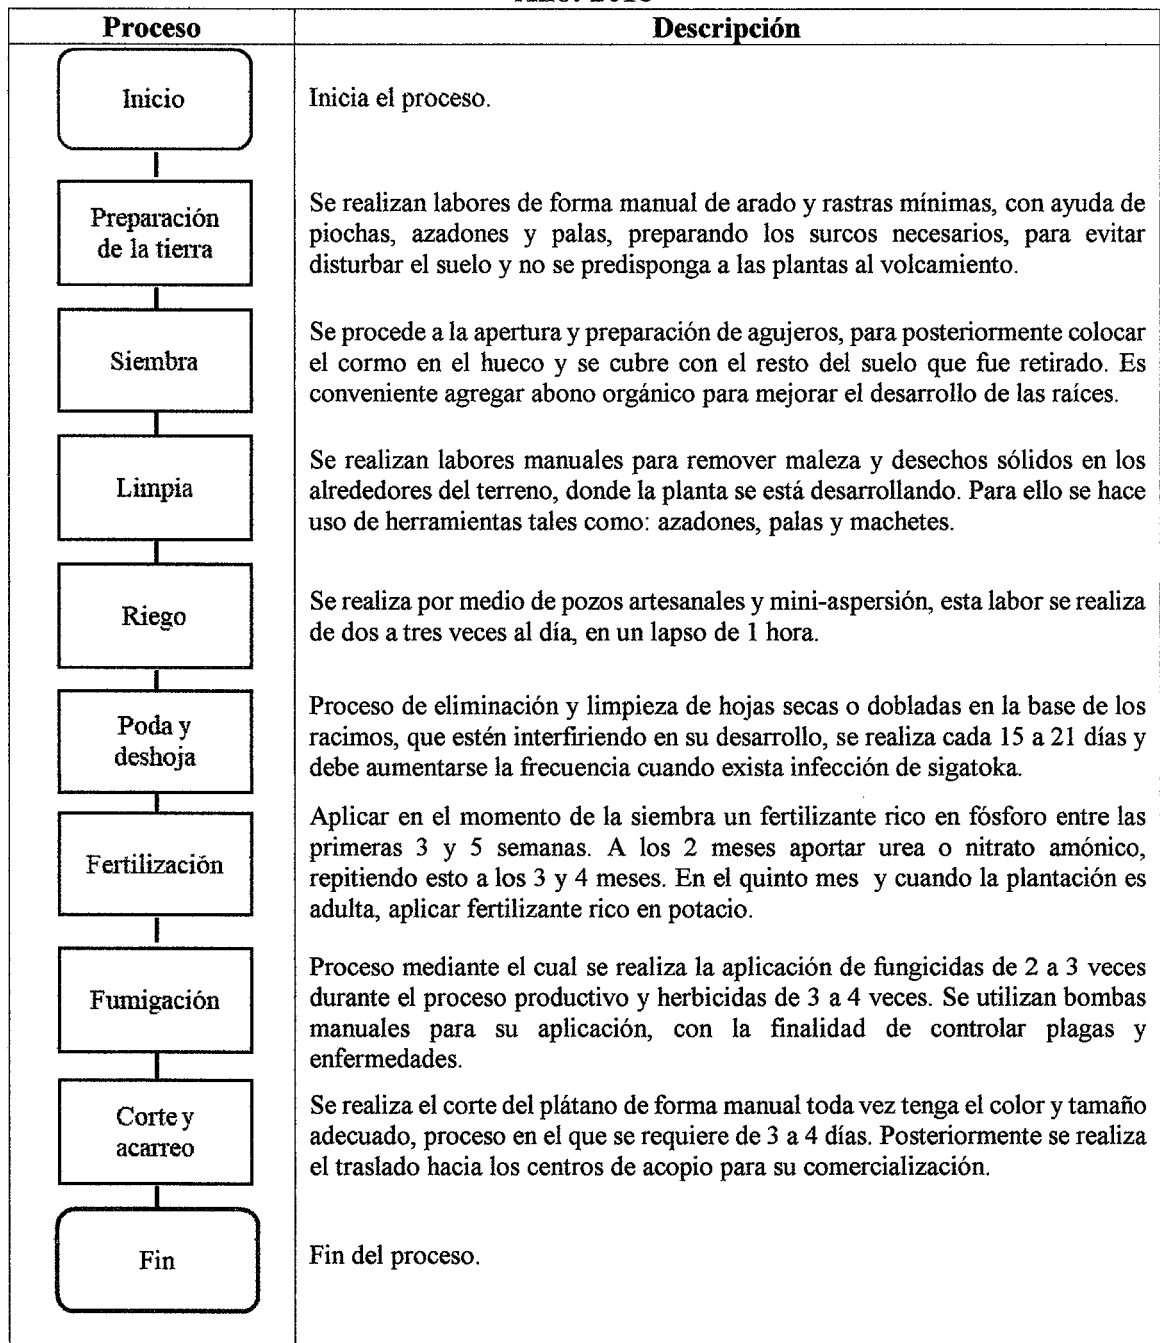 Proceso
Descripción
Inicio
Inicia el proceso.
Preparación
de la tierra
Se realizan labores de forma manual de arado y rastras mínimas, con ayuda de
piochas, azadones y palas, preparando los surcos necesarios, para evitar
disturbar el suelo y no se predisponga a las plantas al volcamiento.
Siembra
Se procede a la apertura y preparación de agujeros, para posteriormente colocar
el cormo en el hueco y se cubre con el resto del suelo que fue retirado. Es
conveniente agregar abono orgánico para mejorar el desarrollo de las raíces.
Limpia
Se realizan labores manuales para remover maleza y desechos sólidos en los
alrededores del terreno, donde la planta se está desarrollando. Para ello se hace
uso de herramientas tales como: azadones, palas y machetes.
Riego
Se realiza por medio de pozos artesanales y mini-aspersión, esta labor se realiza
de dos a tres veces al día, en un lapso de 1 hora.
Poda y
deshoja
Proceso de eliminación y limpieza de hojas secas o dobladas en la base de los
racimos, que estén interfiriendo en su desarrollo, se realiza cada 15 a 21 días y
debe aumentarse la frecuencia cuando exista infección de sigatoka.
Fertilización
Aplicar en el momento de la siembra un fertilizante rico en fósforo entre las
primeras 3 y 5 semanas. A los 2 meses aportar urea o nitrato amónico,
repitiendo esto a los 3 y 4 meses. En el quinto mes y cuando la plantación es
adulta, aplicar fertilizante rico en potacio.
Fumigación
Proceso mediante el cual se realiza la aplicación de fungicidas de 2 a 3 veces
durante el proceso productivo y herbicidas de 3 a 4 veces. Se utilizan bombas
manuales para su aplicación, con la finalidad de controlar plagas y
enfermedades.
Corte y
acarreo
Se realiza el corte del plátano de forma manual toda vez tenga el color y tamaño
adecuado, proceso en el que se requiere de 3 a 4 días. Posteriormente se realiza
el traslado hacia los centros de acopio para su comercialización.
Fin
Fin del proceso.